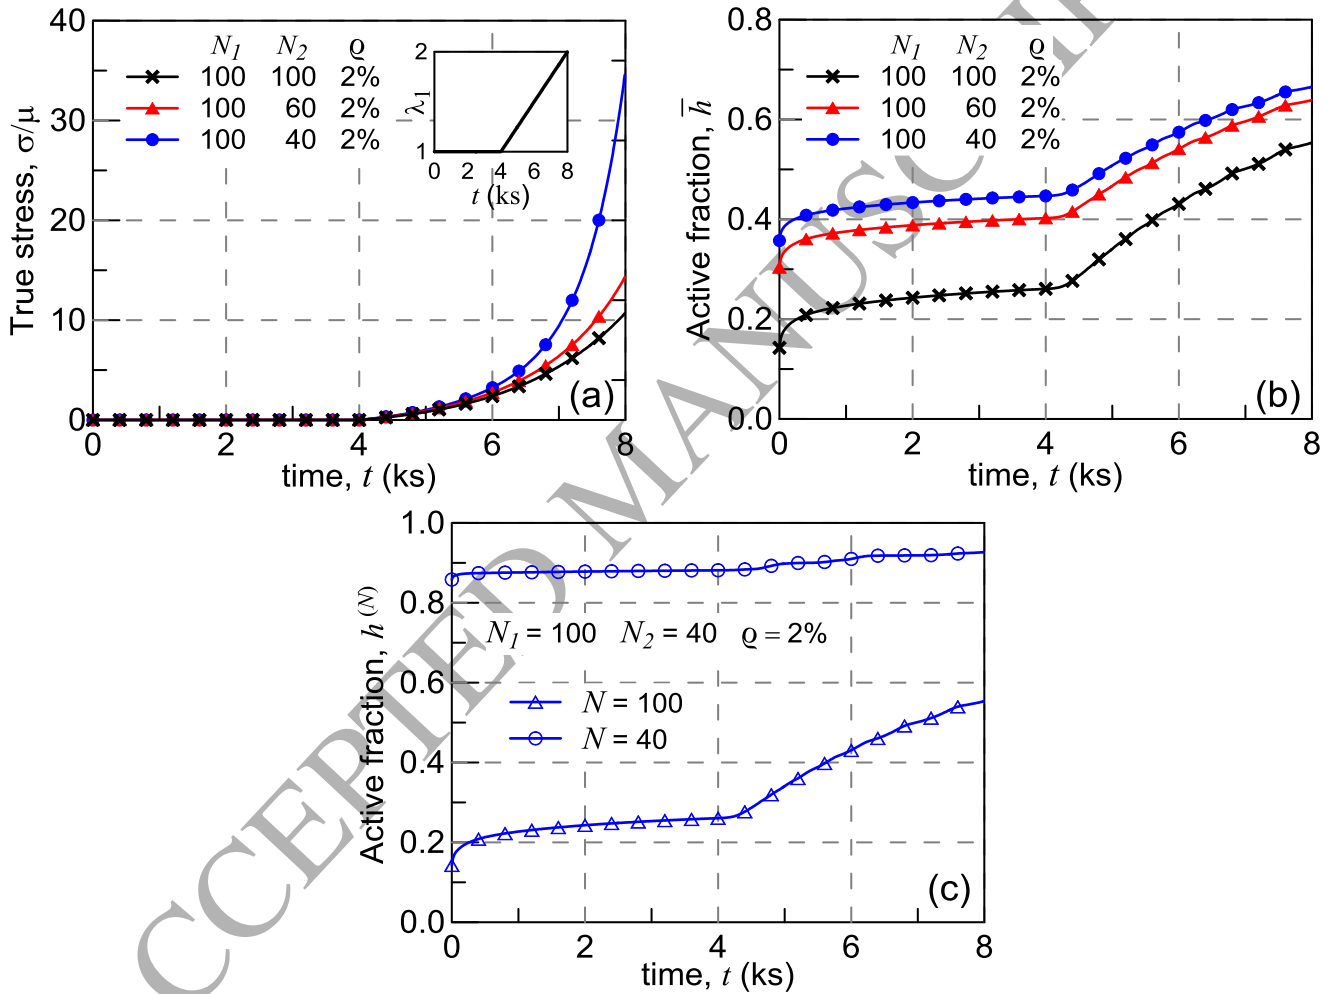 40
30
20
10
0
True stress, σ/μ
N1 N2 ϱ
100 100 2%
100 60 2%
100 40 2%
2
λ1
1
0 2 4 6 8
t (ks)
(a)
0 2 4 6 8
time, t (ks)
0.8
0.6
0.4
0.2
0.0
Active fraction, h̅
N1 N2 ϱ
100 100 2%
100 60 2%
100 40 2%
(b)
0 2 4 6 8
time, t (ks)
1.0
0.8
0.6
0.4
0.2
0.0
Active fraction, h(N)
N1 = 100 N2 = 40 ϱ = 2%
N = 100
N = 40
(c)
0 2 4 6 8
time, t (ks)
CCEPTED MANUSCRIP